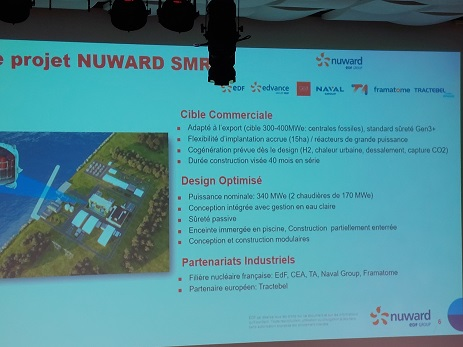 e projet NUWARD SMR
nuward
EDF GROUP
EDF edvance NAVAL GROUP TA framatome TRACTEBEL
Cible Commerciale
Adapté à l'export (cible 300-400MWe: centrales fossiles), standard sûreté Gen3+
Flexibilité d'implantation accrue (15ha) / réacteurs de grande puissance
Cogénération prévue dès le design (H2, chaleur urbaine, dessalement, capture CO2)
Durée construction visée 40 mois en série
Design Optimisé
Puissance nominale: 340 MWe (2 chaudières de 170 MWe)
Conception intégrée avec gestion en eau claire
Sûreté passive
Enceinte immergée en piscine, Construction partiellement enterrée
Conception et construction modulaires
Partenariats Industriels
Filière nucléaire française: EdF, CEA, TA, Naval Group, Framatome
Partenaire européen: Tractebel
nuward
EDF GROUP
6